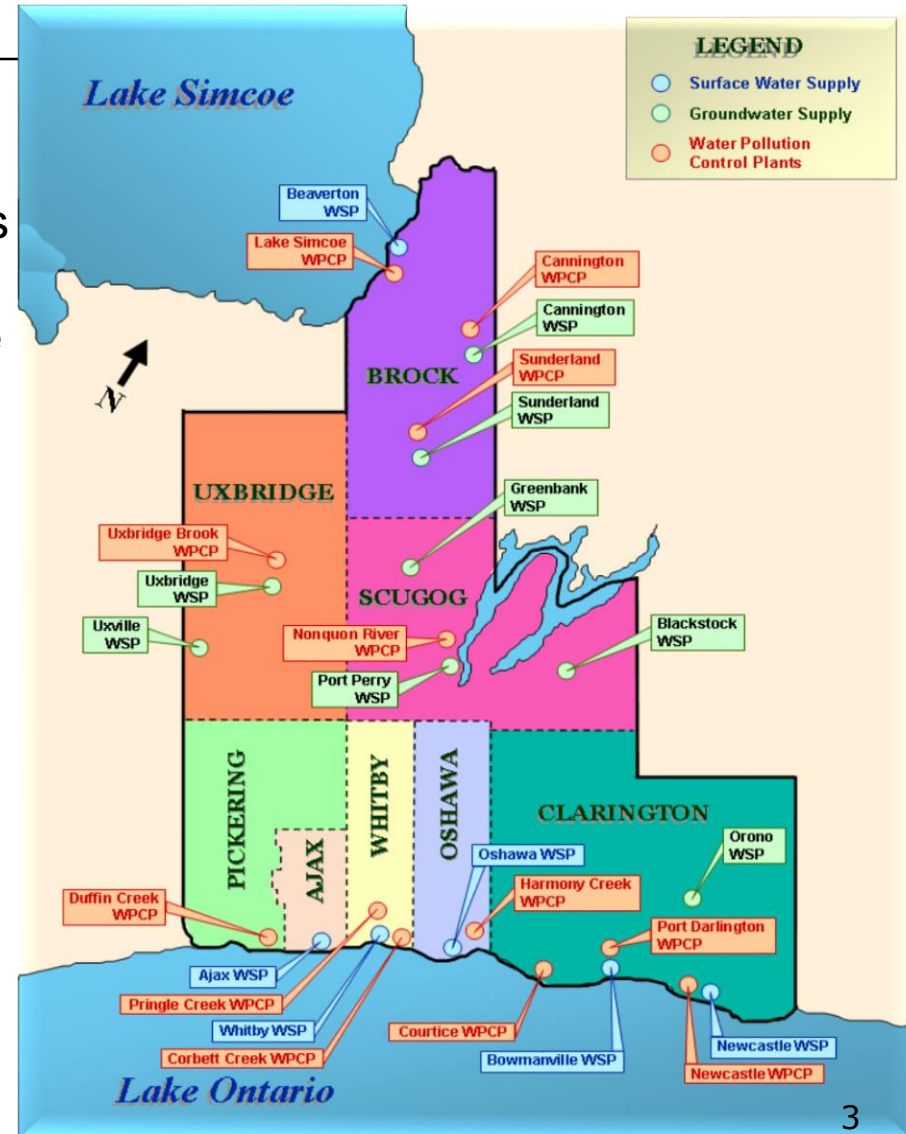 LEGEND
Surface Water Supply
Groundwater Supply
Water Pollution
Control Plants
Lake Simcoe
s
e
Beaverton
WSP
Lake Simcoe
WPCP
Cannington
WPCP
Cannington
WSP
N
BROCK
Sunderland
WPCP
Sunderland
WSP
UXBRIDGE
Greenbank
WSP
Uxbridge Brook
WPCP
Uxbridge
WSP
SCUGOG
Uxville
WSP
Nonquon River
WPCP
Blackstock
WSP
Port Perry
WSP
PICKERING
AJAX
WHITBY
OSHAWA
CLARINGTON
Orono
WSP
Oshawa WSP
Harmony Creek
WPCP
Duffin Creek
WPCP
Port Darlington
WPCP
Ajax WSP
Pringle Creek WPCP
Whitby WSP
Corbett Creek WPCP
Courtice WPCP
Bowmanville WSP
Newcastle WSP
Newcastle WPCP
Lake Ontario
3